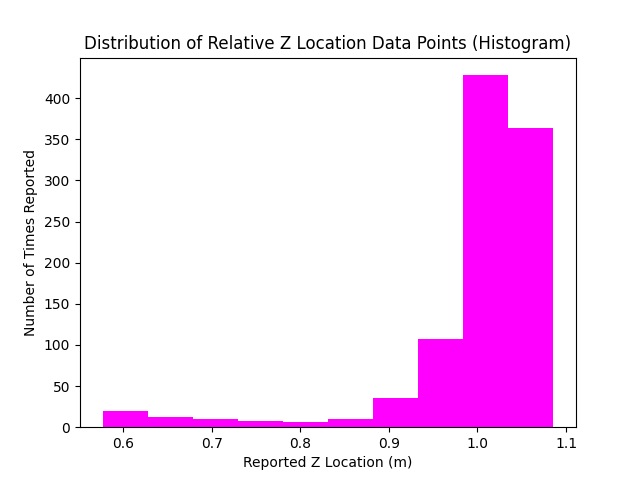 Distribution of Relative Z Location Data Points (Histogram)
Number of Times Reported
400
350
300
250
200
150
100
50
0
0.6 0.7 0.8 0.9 1.0 1.1
Reported Z Location (m)